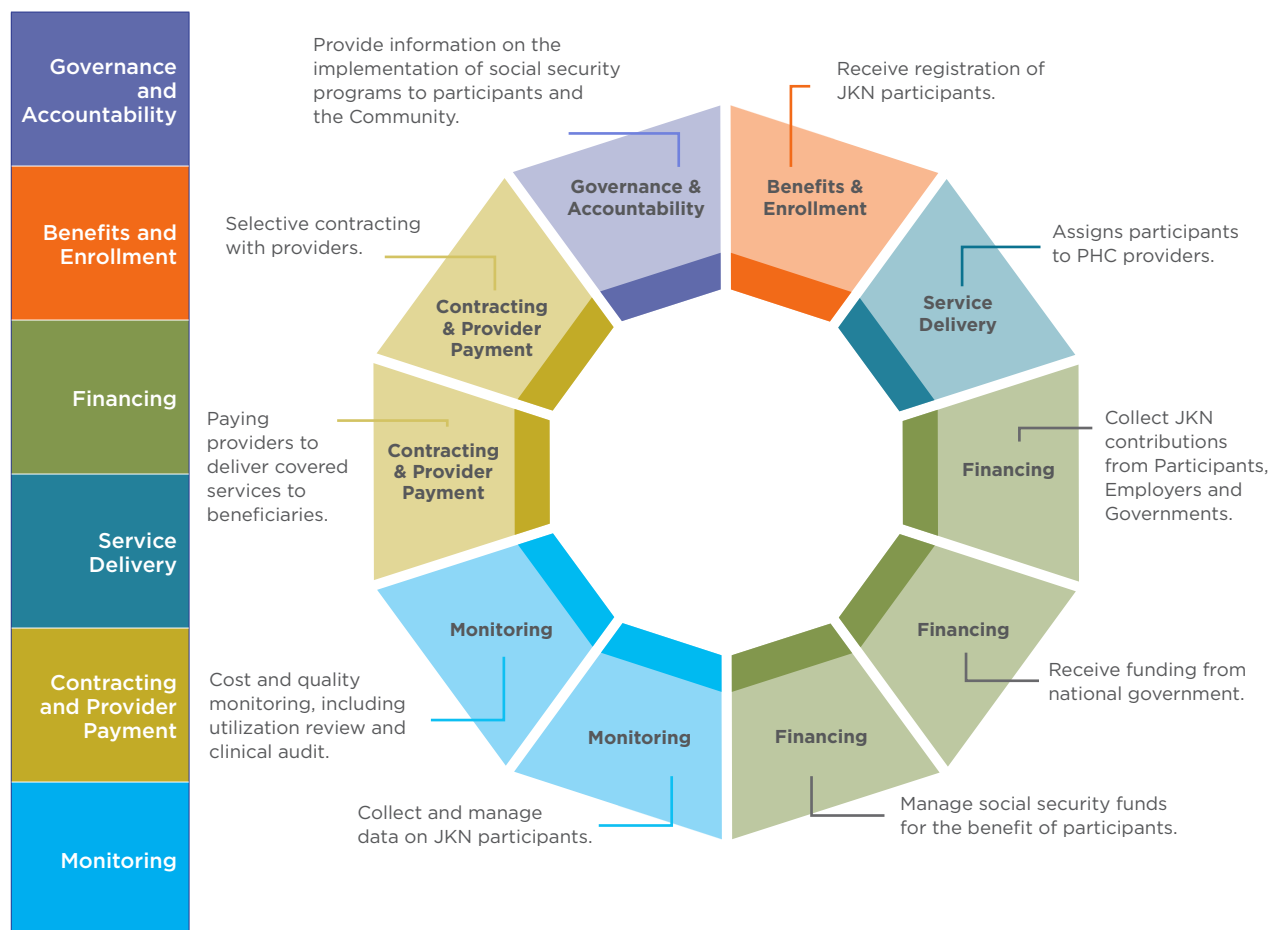 Governance
and
Accountability
Benefits and
Enrollment
Financing
Service
Delivery
Contracting
and Provider
Payment
Monitoring
Provide information on the
implementation of social security
programs to participants and
the Community.
Governance &
Accountability
Receive registration of
JKN participants.
Benefits &
Enrollment
Assigns participants
to PHC providers.
Service
Delivery
Collect JKN
contributions
from Participants,
Employers and
Governments.
Financing
Receive funding from
national government.
Financing
Manage social security funds
for the benefit of participants.
Financing
Collect and manage
data on JKN participants.
Monitoring
Cost and quality
monitoring, including
utilization review and
clinical audit.
Monitoring
Paying
providers to
deliver covered
services to
beneficiaries.
Contracting
& Provider
Payment
Selective contracting
with providers.
Contracting
& Provider
Payment